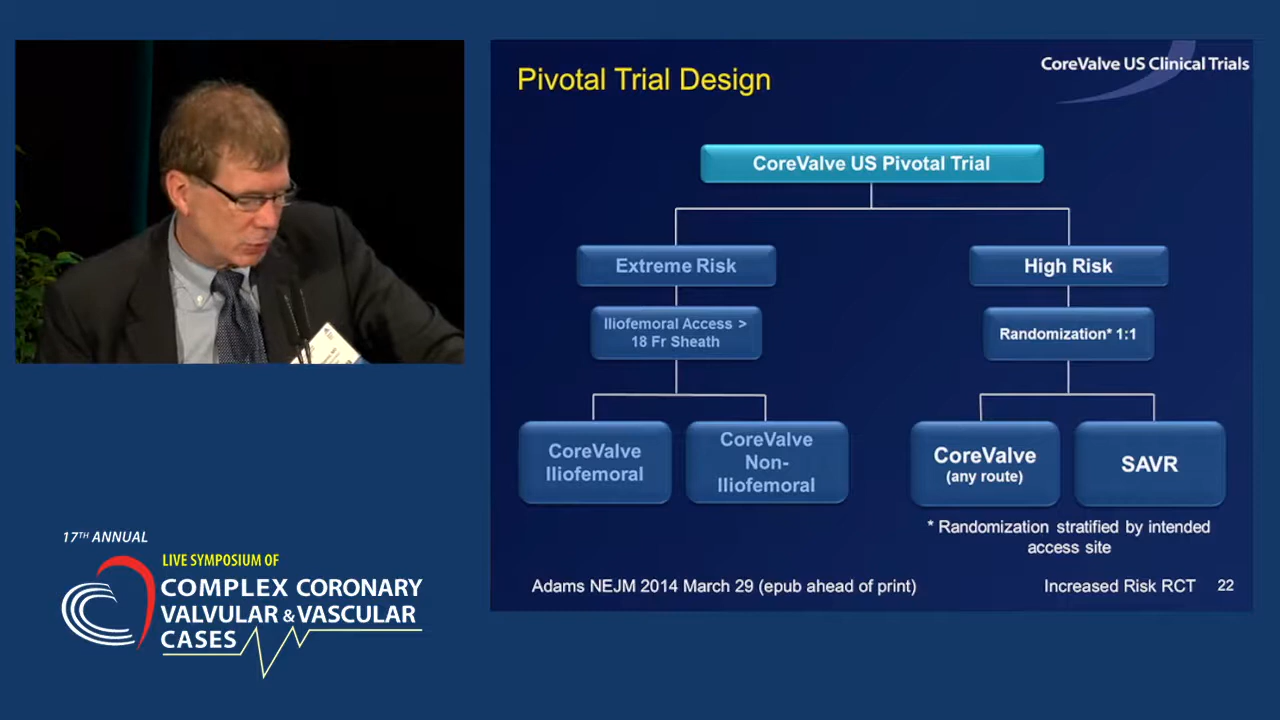 Pivotal Trial Design
CoreValve US Clinical Trials
CoreValve US Pivotal Trial
Extreme Risk
High Risk
Iliofemoral Access >
18 Fr Sheath
Randomization* 1:1
CoreValve
Iliofemoral
CoreValve
Non-
Iliofemoral
CoreValve
(any route)
SAVR
* Randomization stratified by intended
access site
Adams NEJM 2014 March 29 (epub ahead of print)
Increased Risk RCT 22
17TH ANNUAL
LIVE SYMPOSIUM OF
COMPLEX CORONARY
VALVULAR & VASCULAR
CASES